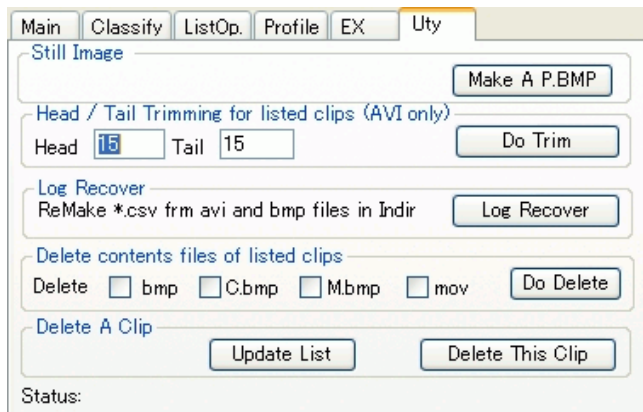 Main Classify ListOp. Profile EX Uty
Still Image
Make A P.BMP
Head / Tail Trimming for listed clips (AVI only)
Head 15 Tail 15 Do Trim
Log Recover
ReMake *.csv frm avi and bmp files in Indir Log Recover
Delete contents files of listed clips
Delete bmp C.bmp M.bmp mov Do Delete
Delete A Clip
Update List Delete This Clip
Status: